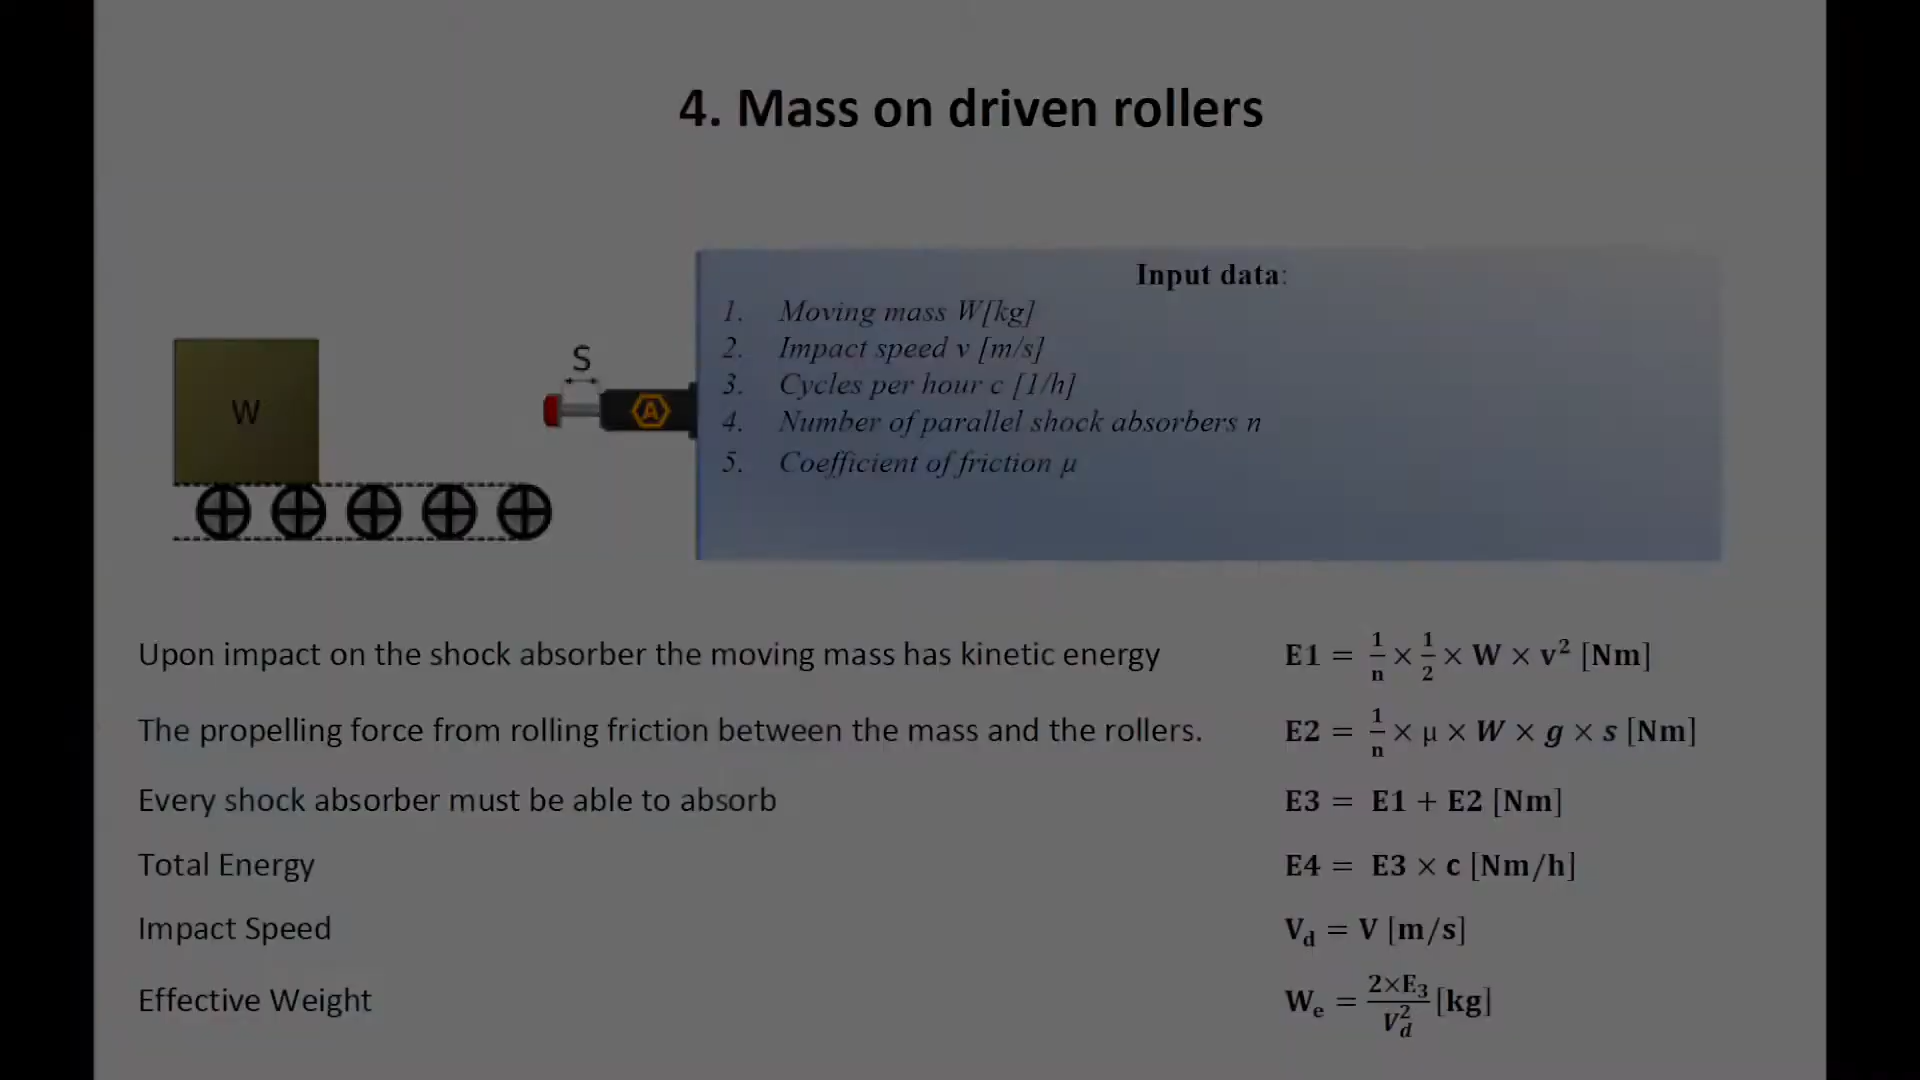 4. Mass on driven rollers
Input data:
1. Moving mass W[kg]
2. Impact speed v [m/s]
3. Cycles per hour c [1/h]
4. Number of parallel shock absorbers n
5. Coefficient of friction μ
W
S
A
Upon impact on the shock absorber the moving mass has kinetic energy E1 = 1/n × 1/2 × W × v² [Nm]
The propelling force from rolling friction between the mass and the rollers. E2 = 1/n × μ × W × g × s [Nm]
Every shock absorber must be able to absorb E3 = E1 + E2 [Nm]
Total Energy E4 = E3 × c [Nm/h]
Impact Speed V_d = V [m/s]
Effective Weight W_e = 2×E₃/V_d² [kg]